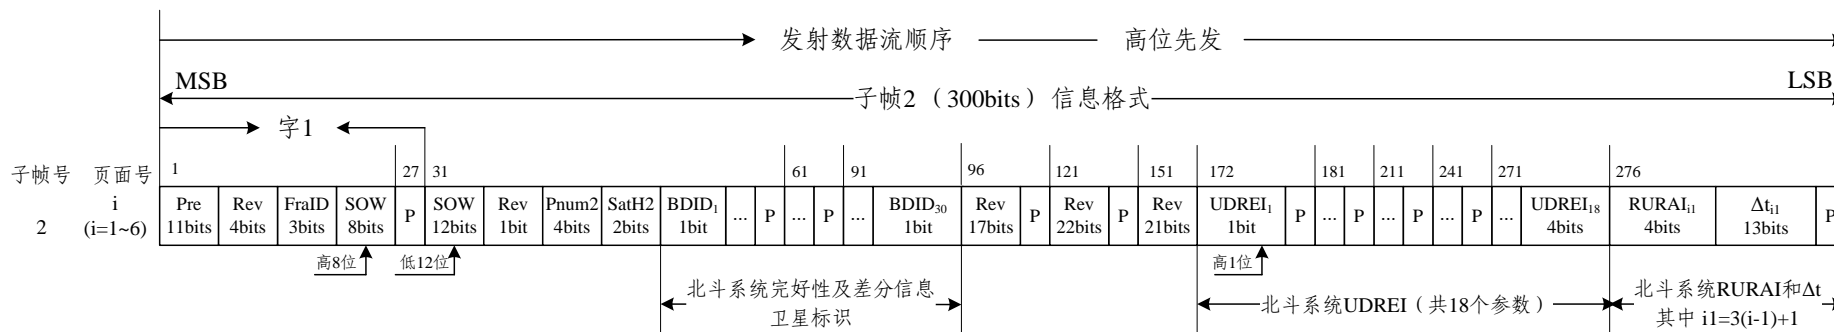 发射数据流顺序 高位先发
MSB LSB
子帧2 (300bits) 信息格式
字1
子帧号 页面号 1 27 31 61 91 96 121 151 172 181 211 241 271 276
2 i (i=1~6)
Pre 11bits
Rev 4bits
FraID 3bits
SOW 8bits
P
SOW 12bits
Rev 1bit
Pnum2 4bits
SatH2 2bits
BDID₁ 1bit
...
P
...
P
...
BDID₃₀ 1bit
Rev 17bits
P
Rev 22bits
P
Rev 21bits
UDREI₁ 1bit
P
...
P
...
P
...
P
...
UDREI₁₈ 4bits
RURAIᵢ₁ 4bits
Δtᵢ₁ 13bits
P
高8位 低12位 高1位
北斗系统完好性及差分信息
卫星标识
北斗系统UDREI(共18个参数)
北斗系统RURAI和Δt
其中 i1=3(i-1)+1